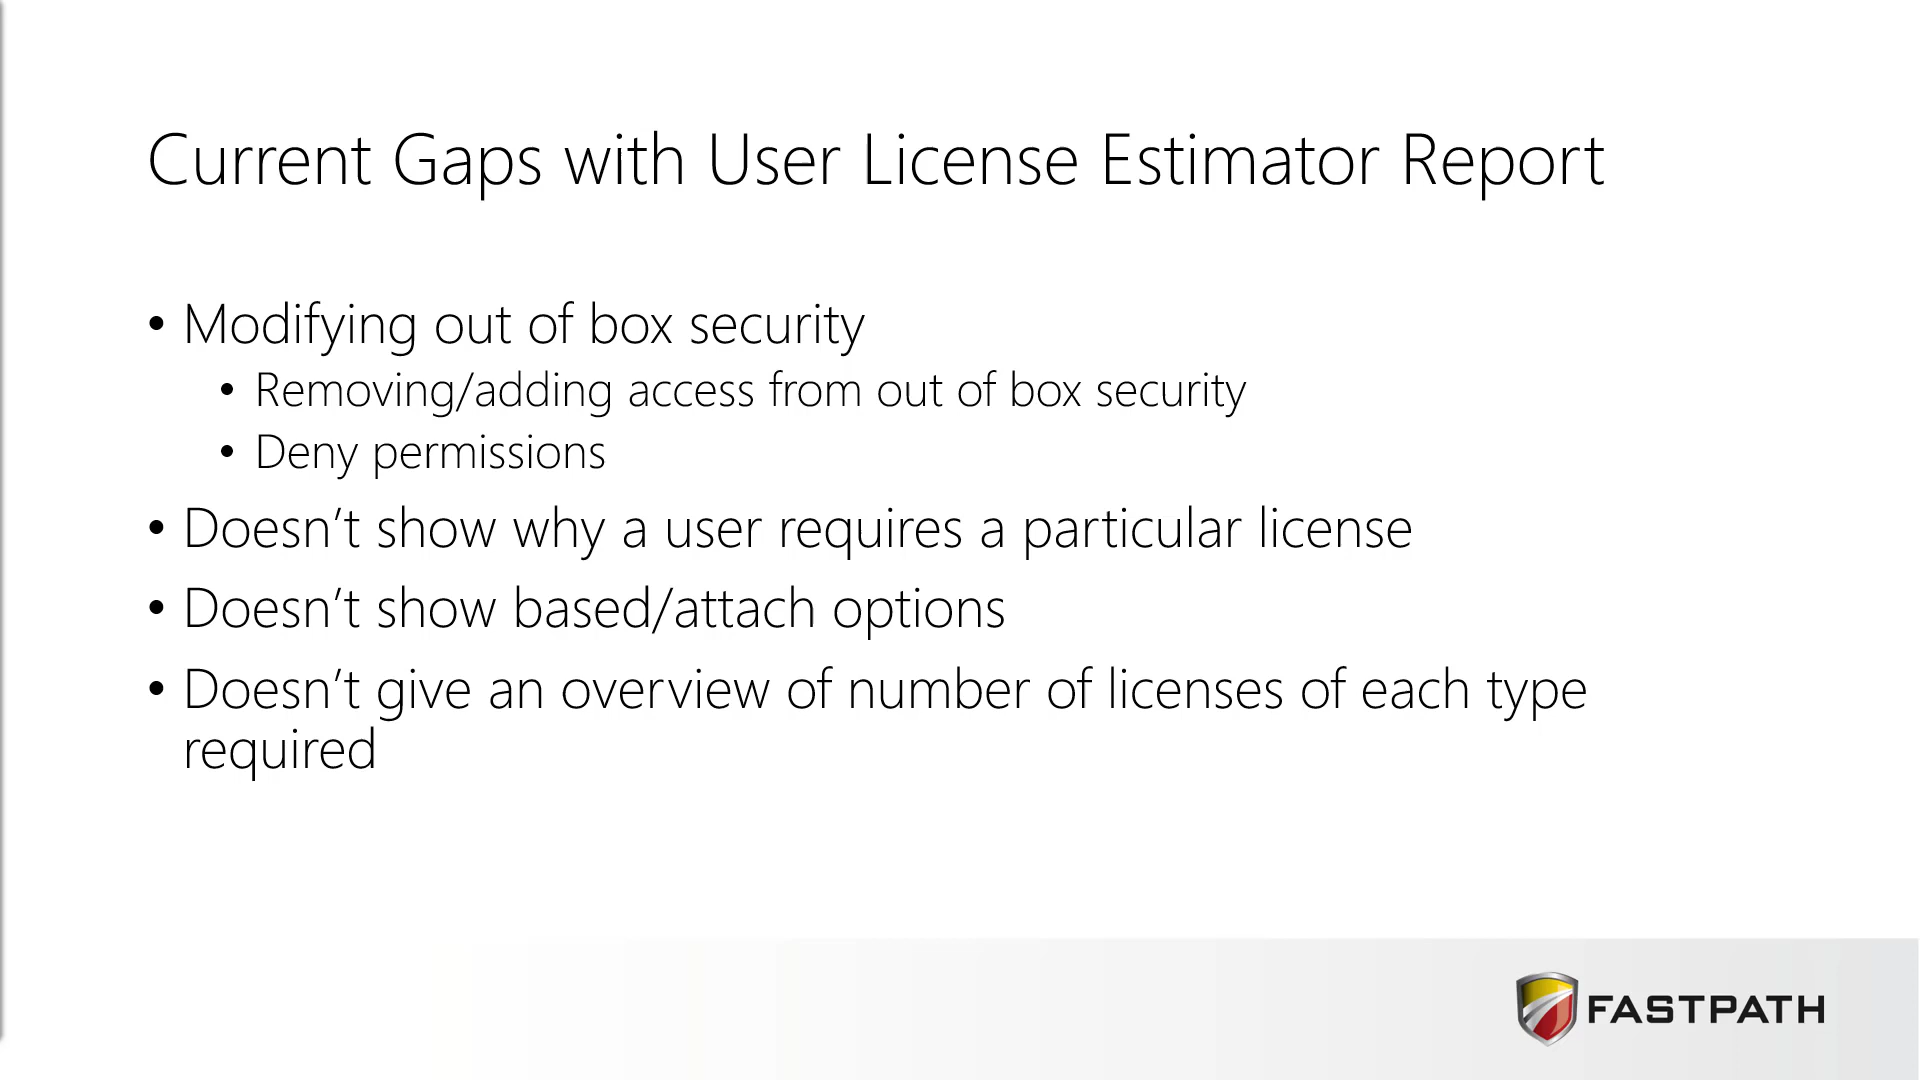 Current Gaps with User License Estimator Report
• Modifying out of box security
• Removing/adding access from out of box security
• Deny permissions
• Doesn’t show why a user requires a particular license
• Doesn’t show based/attach options
• Doesn’t give an overview of number of licenses of each type
required
FASTPATH